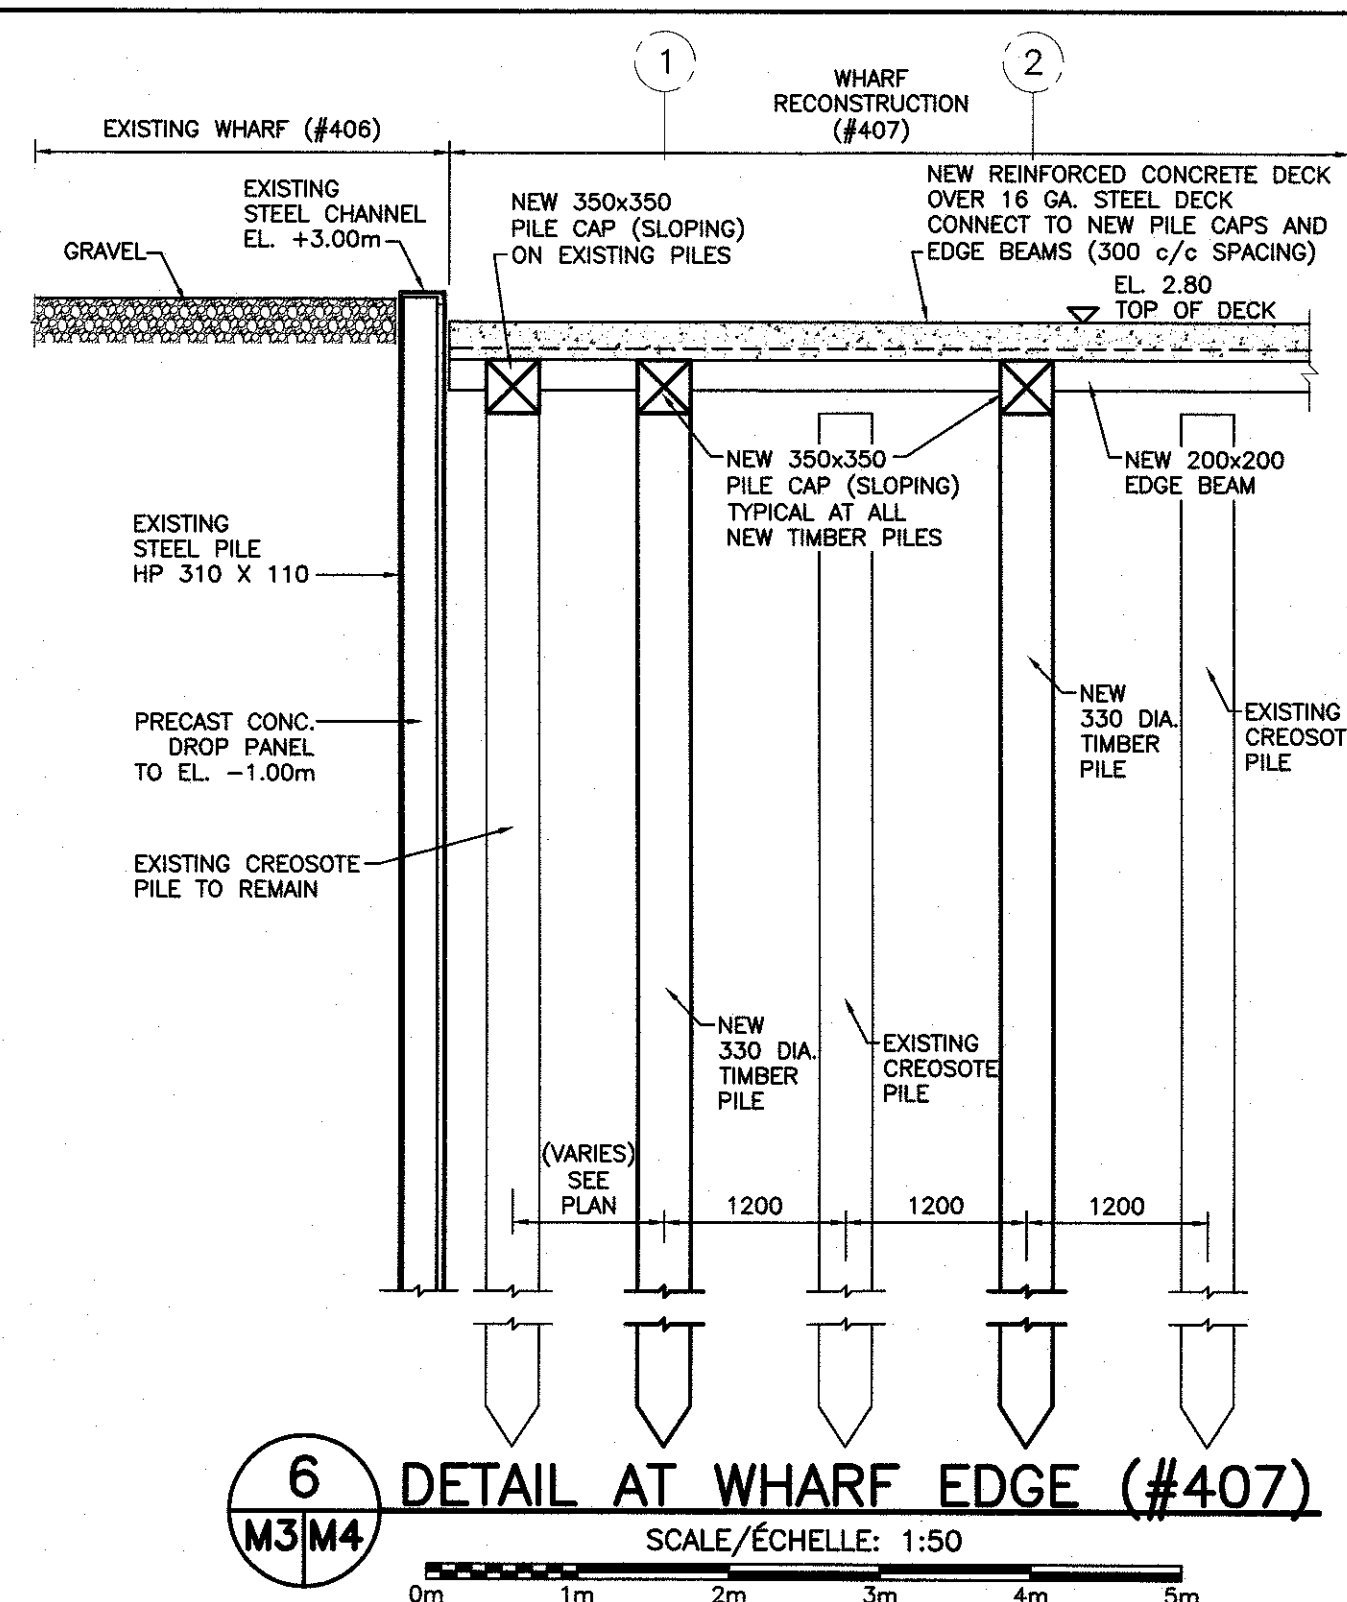 1
2
WHARF
RECONSTRUCTION
(#407)
EXISTING WHARF (#406)
EXISTING
STEEL CHANNEL
EL. +3.00m
GRAVEL
NEW 350x350
PILE CAP (SLOPING)
ON EXISTING PILES
NEW REINFORCED CONCRETE DECK
OVER 16 GA. STEEL DECK
CONNECT TO NEW PILE CAPS AND
EDGE BEAMS (300 c/c SPACING)
EL. 2.80
TOP OF DECK
NEW 350x350
PILE CAP (SLOPING)
TYPICAL AT ALL
NEW TIMBER PILES
NEW 200x200
EDGE BEAM
EXISTING
STEEL PILE
HP 310 X 110
PRECAST CONC.
DROP PANEL
TO EL. -1.00m
EXISTING CREOSOTE
PILE TO REMAIN
NEW
330 DIA.
TIMBER
PILE
EXISTING
CREOSOT
PILE
NEW
330 DIA.
TIMBER
PILE
EXISTING
CREOSOTE
PILE
(VARIES)
SEE
PLAN
1200
1200
1200
6
M3 M4
DETAIL AT WHARF EDGE (#407)
SCALE/ÉCHELLE: 1:50
0m 1m 2m 3m 4m 5m